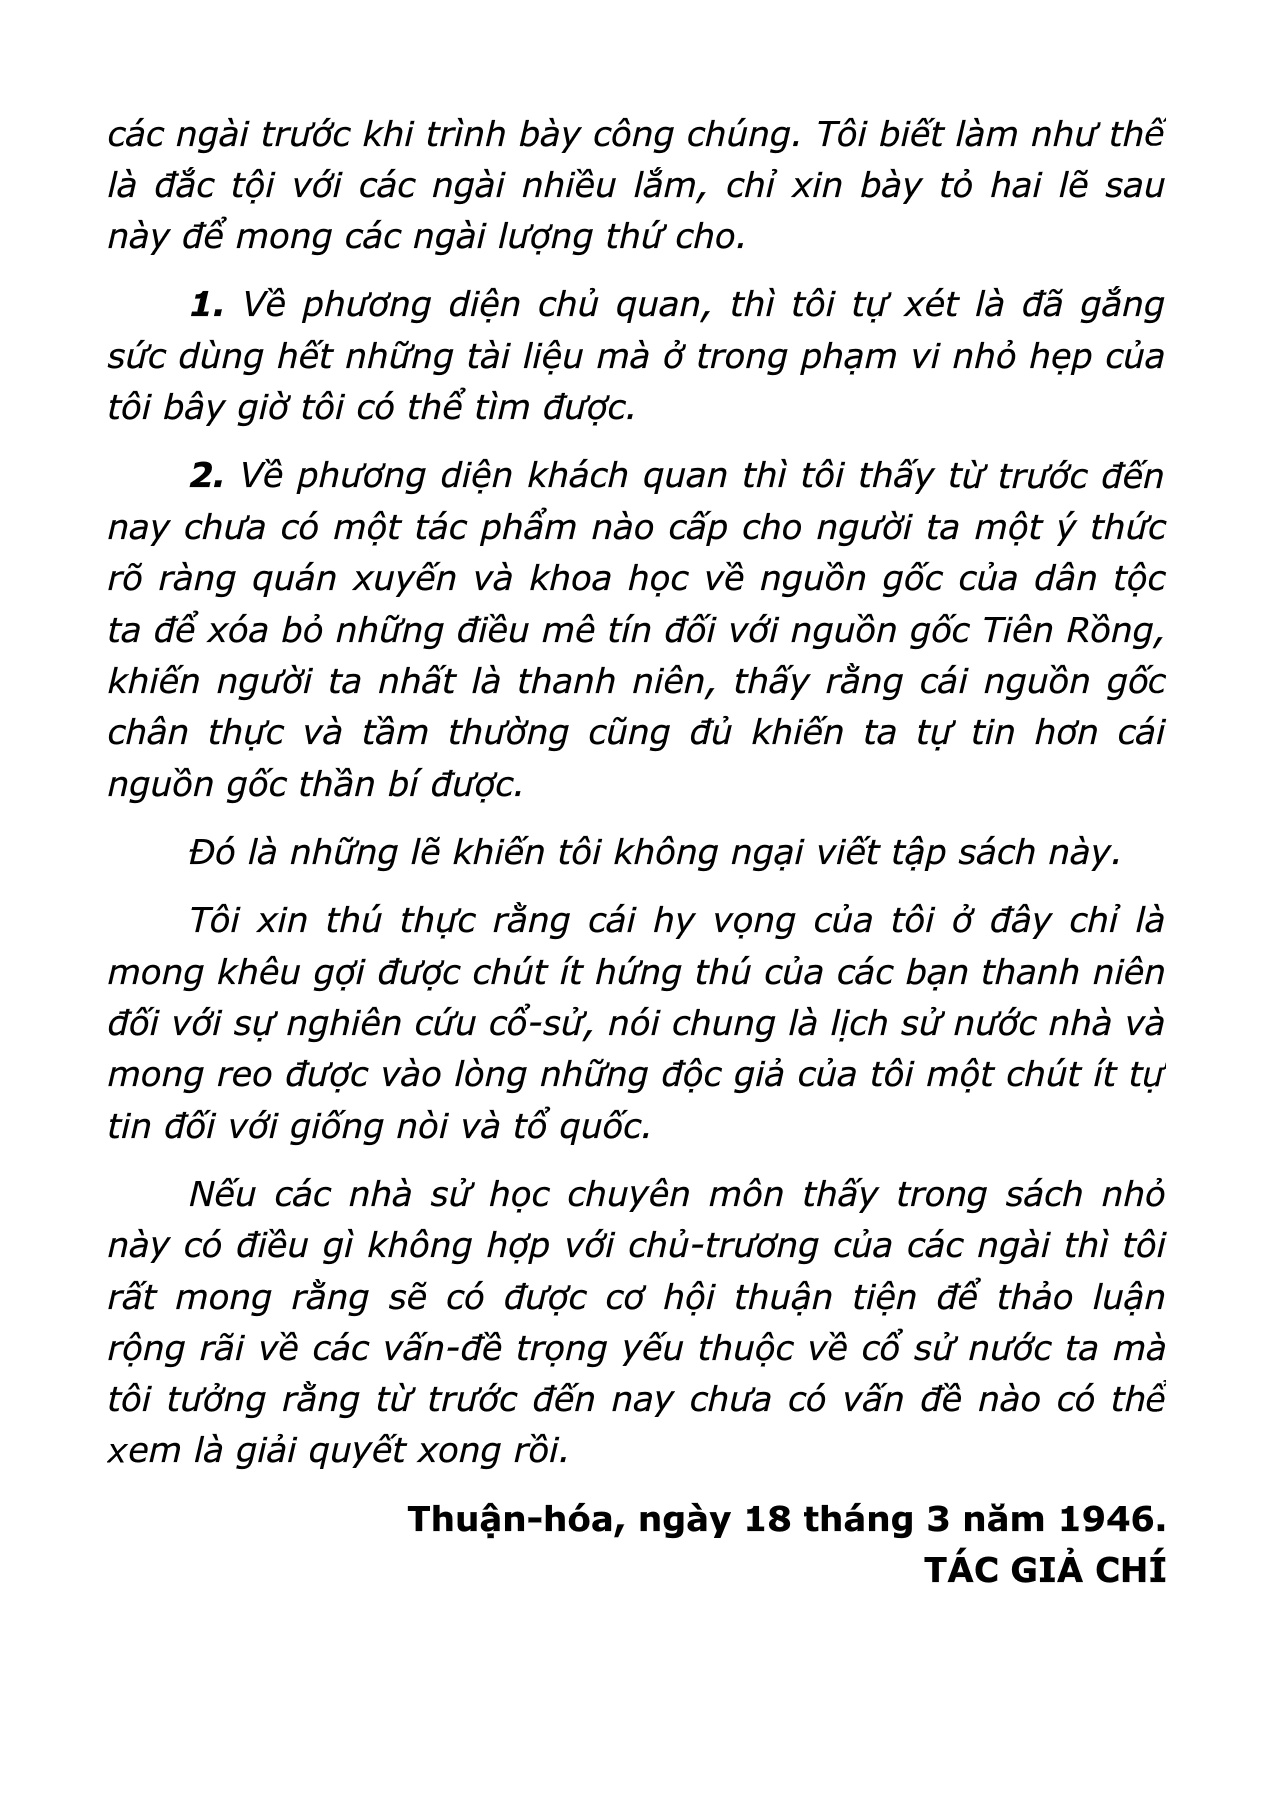 các ngài trước khi trình bày công chúng. Tôi biết làm như thế
là đắc tội với các ngài nhiều lắm, chỉ xin bày tỏ hai lẽ sau
này để mong các ngài lượng thứ cho.
1. Về phương diện chủ quan, thì tôi tự xét là đã gắng
sức dùng hết những tài liệu mà ở trong phạm vi nhỏ hẹp của
tôi bây giờ tôi có thể tìm được.
2. Về phương diện khách quan thì tôi thấy từ trước đến
nay chưa có một tác phẩm nào cấp cho người ta một ý thức
rõ ràng quán xuyến và khoa học về nguồn gốc của dân tộc
ta để xóa bỏ những điều mê tín đối với nguồn gốc Tiên Rồng,
khiến người ta nhất là thanh niên, thấy rằng cái nguồn gốc
chân thực và tầm thường cũng đủ khiến ta tự tin hơn cái
nguồn gốc thần bí được.
Đó là những lẽ khiến tôi không ngại viết tập sách này.
Tôi xin thú thực rằng cái hy vọng của tôi ở đây chỉ là
mong khêu gợi được chút ít hứng thú của các bạn thanh niên
đối với sự nghiên cứu cổ-sử, nói chung là lịch sử nước nhà và
mong reo được vào lòng những độc giả của tôi một chút ít tự
tin đối với giống nòi và tổ quốc.
Nếu các nhà sử học chuyên môn thấy trong sách nhỏ
này có điều gì không hợp với chủ-trương của các ngài thì tôi
rất mong rằng sẽ có được cơ hội thuận tiện để thảo luận
rộng rãi về các vấn-đề trọng yếu thuộc về cổ sử nước ta mà
tôi tưởng rằng từ trước đến nay chưa có vấn đề nào có thể
xem là giải quyết xong rồi.
Thuận-hóa, ngày 18 tháng 3 năm 1946.
TÁC GIẢ CHÍ